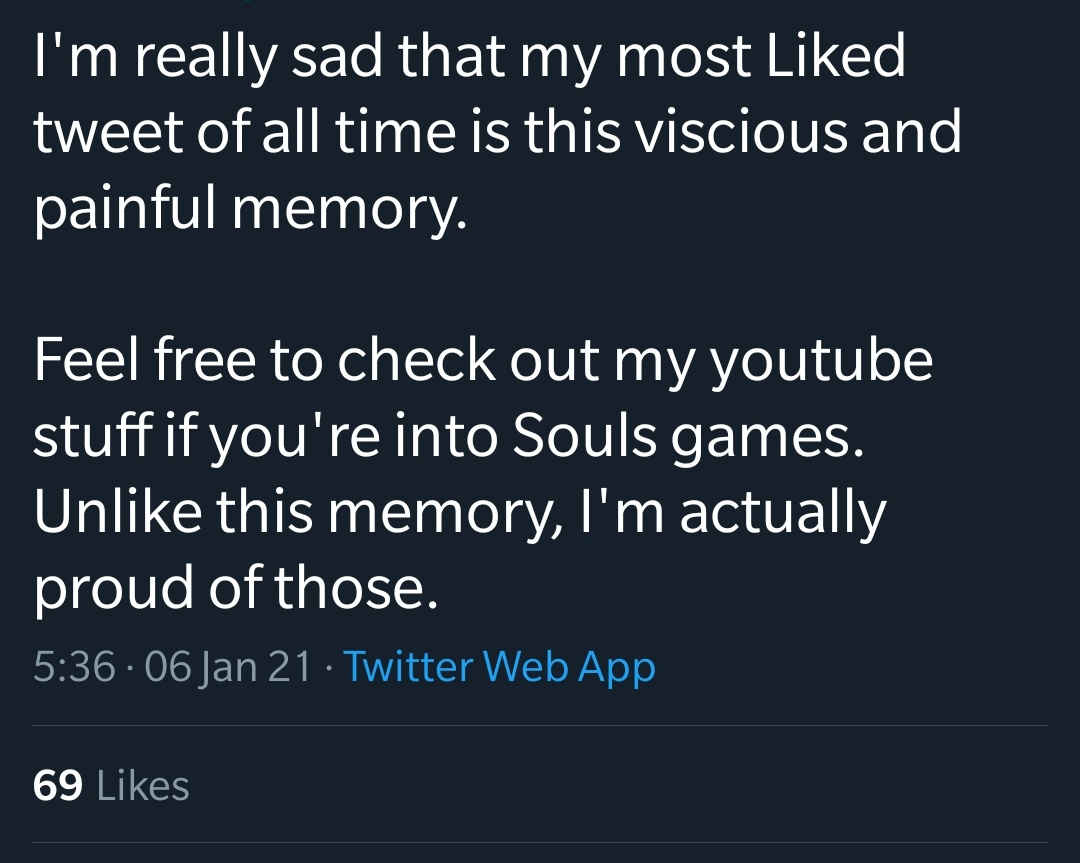 I'm really sad that my most Liked
tweet of all time is this viscious and
painful memory.
Feel free to check out my youtube
stuff if you're into Souls games.
Unlike this memory, I'm actually
proud of those.
5:36 · 06 Jan 21 · Twitter Web App
69 Likes